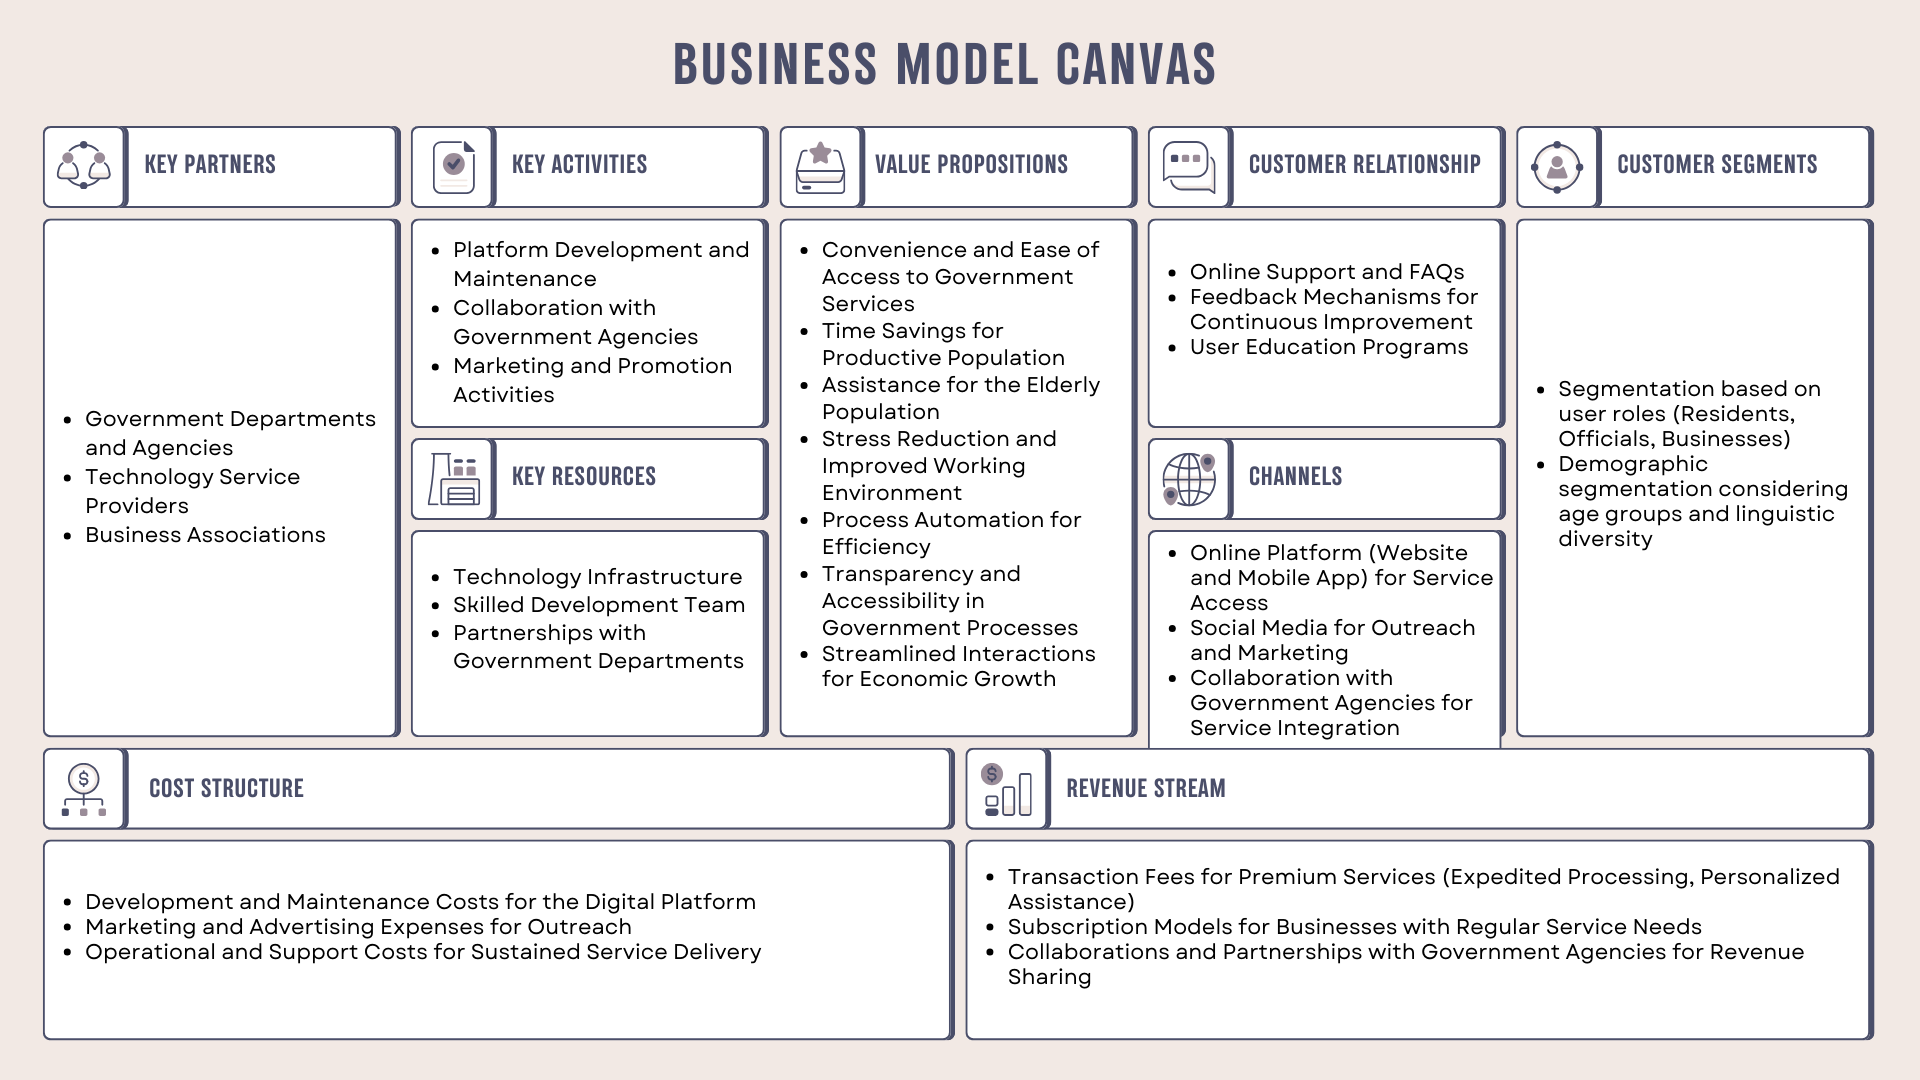 BUSINESS MODEL CANVAS
KEY PARTNERS
• Government Departments
and Agencies
• Technology Service
Providers
• Business Associations
KEY ACTIVITIES
• Platform Development and
Maintenance
• Collaboration with
Government Agencies
• Marketing and Promotion
Activities
KEY RESOURCES
• Technology Infrastructure
• Skilled Development Team
• Partnerships with
Government Departments
VALUE PROPOSITIONS
• Convenience and Ease of
Access to Government
Services
• Time Savings for
Productive Population
• Assistance for the Elderly
Population
• Stress Reduction and
Improved Working
Environment
• Process Automation for
Efficiency
• Transparency and
Accessibility in
Government Processes
• Streamlined Interactions
for Economic Growth
CUSTOMER RELATIONSHIP
• Online Support and FAQs
• Feedback Mechanisms for
Continuous Improvement
• User Education Programs
CHANNELS
• Online Platform (Website
and Mobile App) for Service
Access
• Social Media for Outreach
and Marketing
• Collaboration with
Government Agencies for
Service Integration
CUSTOMER SEGMENTS
• Segmentation based on
user roles (Residents,
Officials, Businesses)
• Demographic
segmentation considering
age groups and linguistic
diversity
$
COST STRUCTURE
• Development and Maintenance Costs for the Digital Platform
• Marketing and Advertising Expenses for Outreach
• Operational and Support Costs for Sustained Service Delivery
$
REVENUE STREAM
• Transaction Fees for Premium Services (Expedited Processing, Personalized
Assistance)
• Subscription Models for Businesses with Regular Service Needs
• Collaborations and Partnerships with Government Agencies for Revenue
Sharing